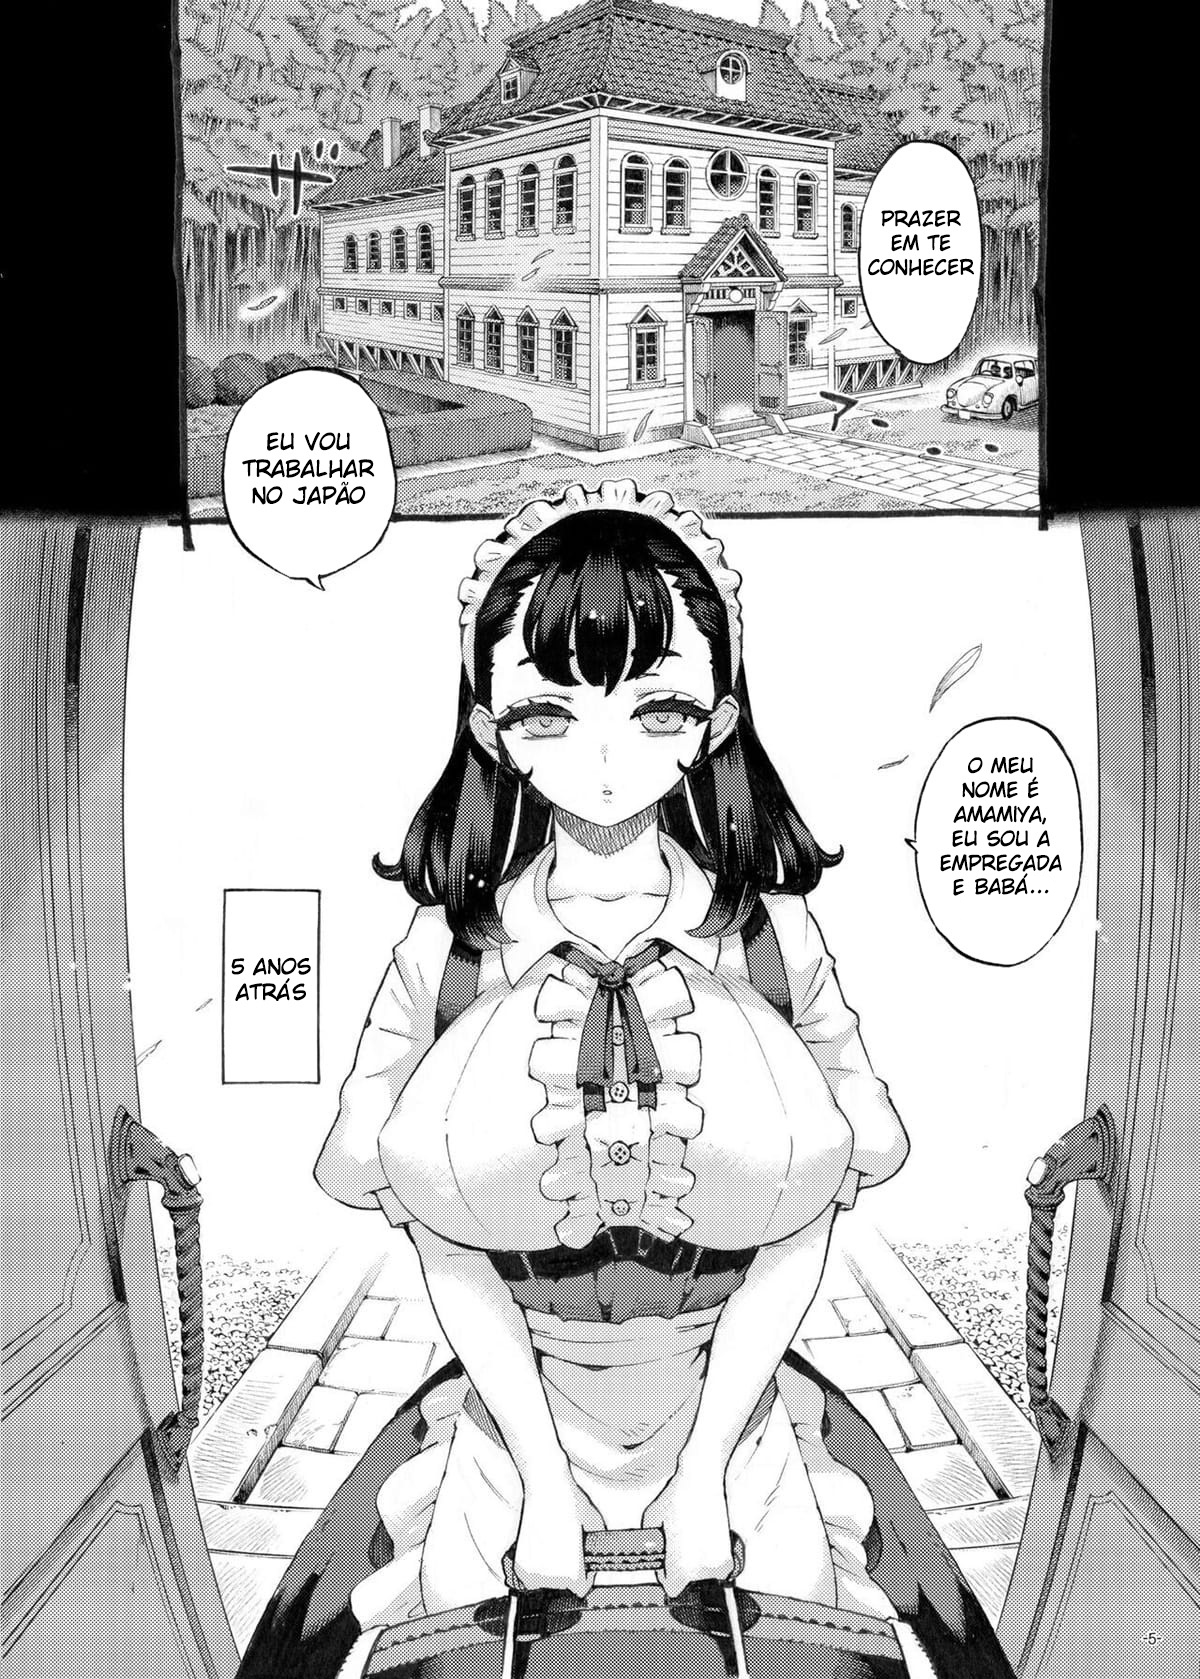 ザ
ァ
PRAZER
EM TE
CONHECER
EU VOU
TRABALHAR
NO JAPÃO
O MEU
NOME É
AMAMIYA,
EU SOU A
EMPREGADA
E BABÁ...
5 ANOS
ATRÁS
-5-